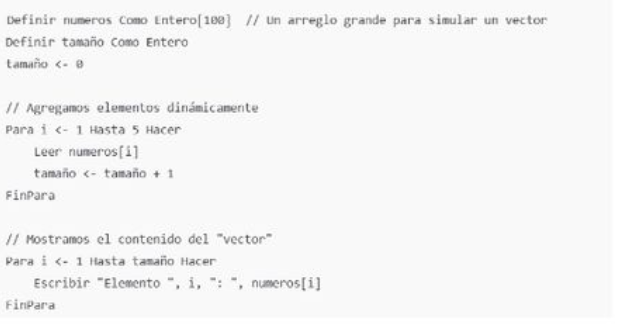 Definir numeros Como Entero[100]  // Un arreglo grande para simular un vector
Definir tamaño Como Entero
tamaño <- 0
// Agregamos elementos dinámicamente
Para i <- 1 Hasta 5 Hacer
    Leer numeros[i]
    tamaño <- tamaño + 1
FinPara
// Mostramos el contenido del "vector"
Para i <- 1 Hasta tamaño Hacer
    Escribir "Elemento ", i, ": ", numeros[i]
FinPara